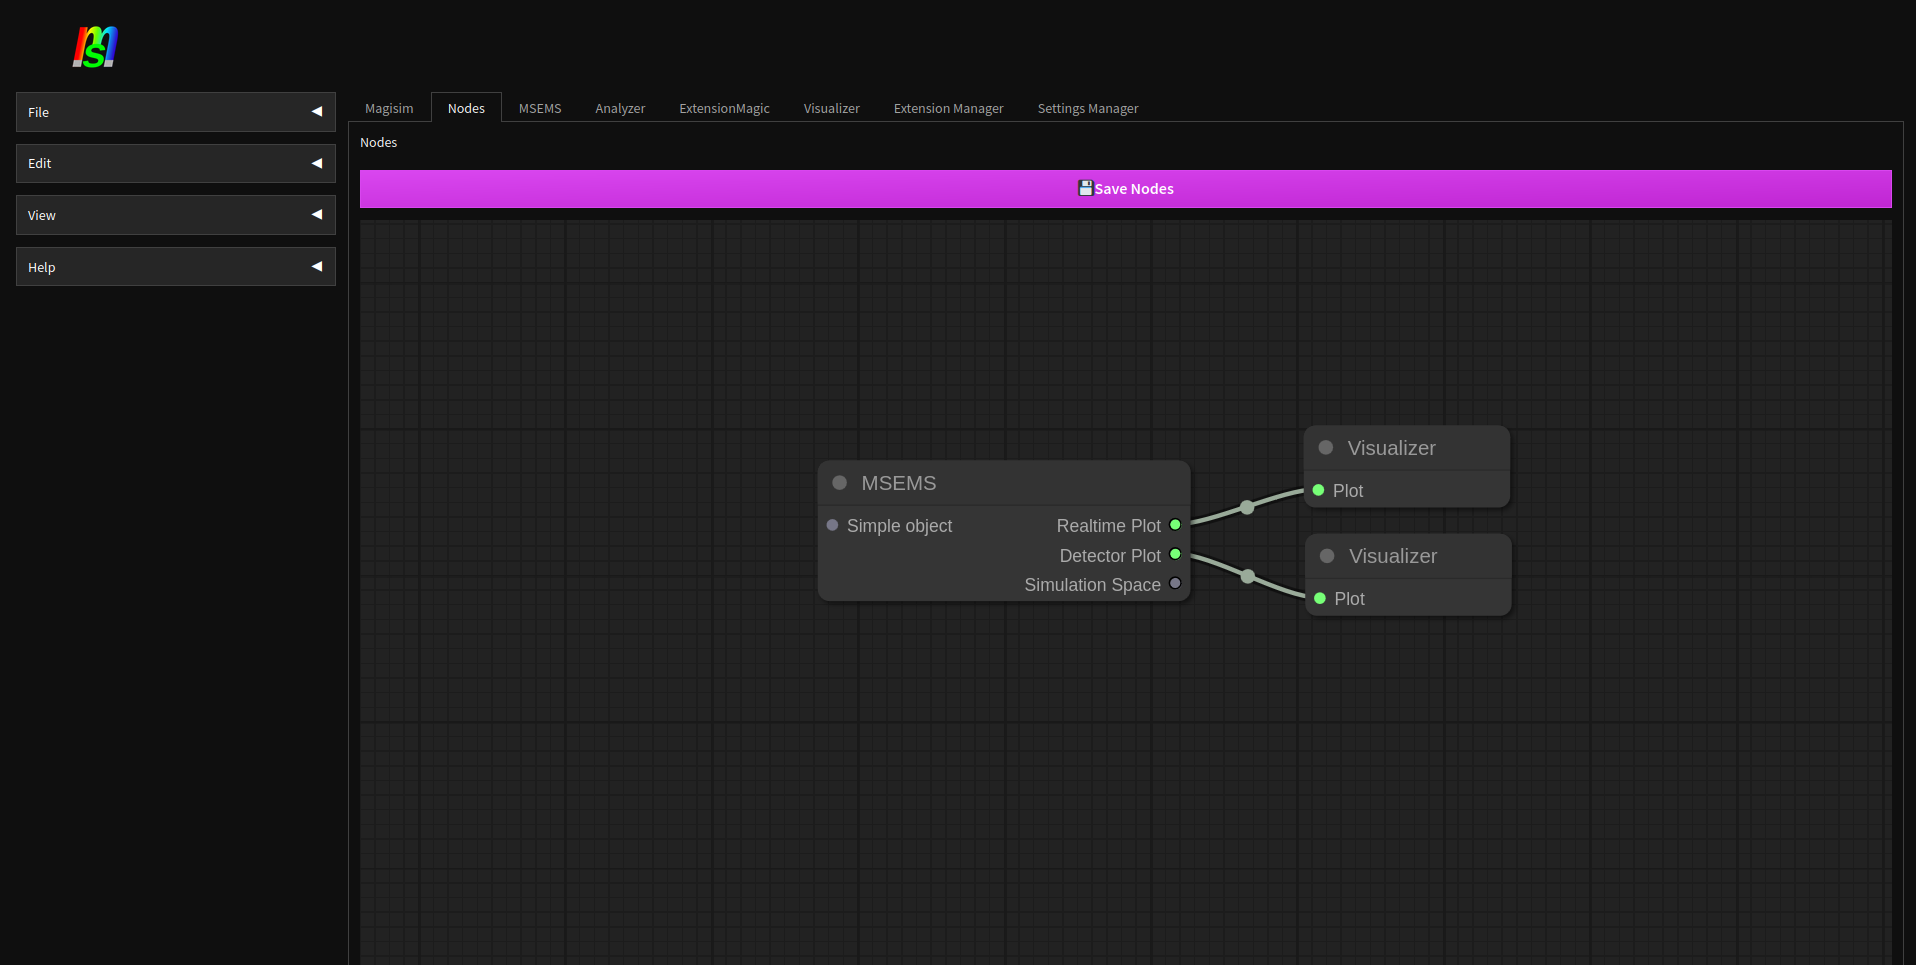 ms
File
Edit
View
Help
Magisim Nodes MSEMS Analyzer ExtensionMagic Visualizer Extension Manager Settings Manager
Nodes
Save Nodes
MSEMS
Simple object Realtime Plot
Detector Plot
Simulation Space
Visualizer
Plot
Visualizer
Plot